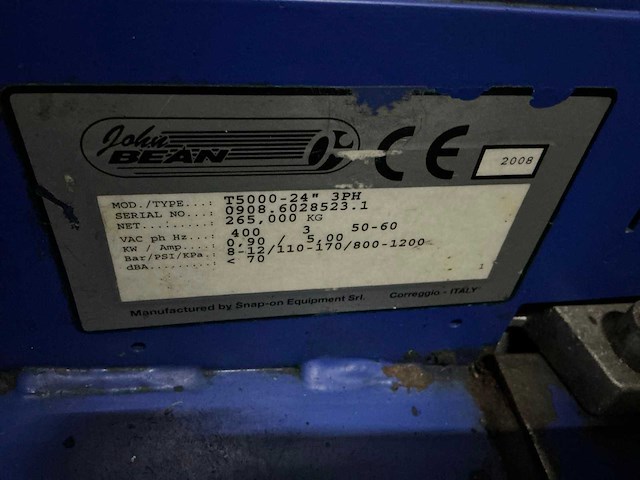 John
BEAN
CE
2008
MOD./TYPE...: T5000-24" 3PH
SERIAL NO...: 0908.6028523.1
NET.........: 265,000 KG
VAC ph Hz...: 400 3 50-60
KW / Amp....: 0,90 / 5,00
Bar/PSI/KPa.: 8-12/110-170/800-1200
dBA.........: < 70
1
Manufactured by Snap-on Equipment Srl. Correggio - ITALY